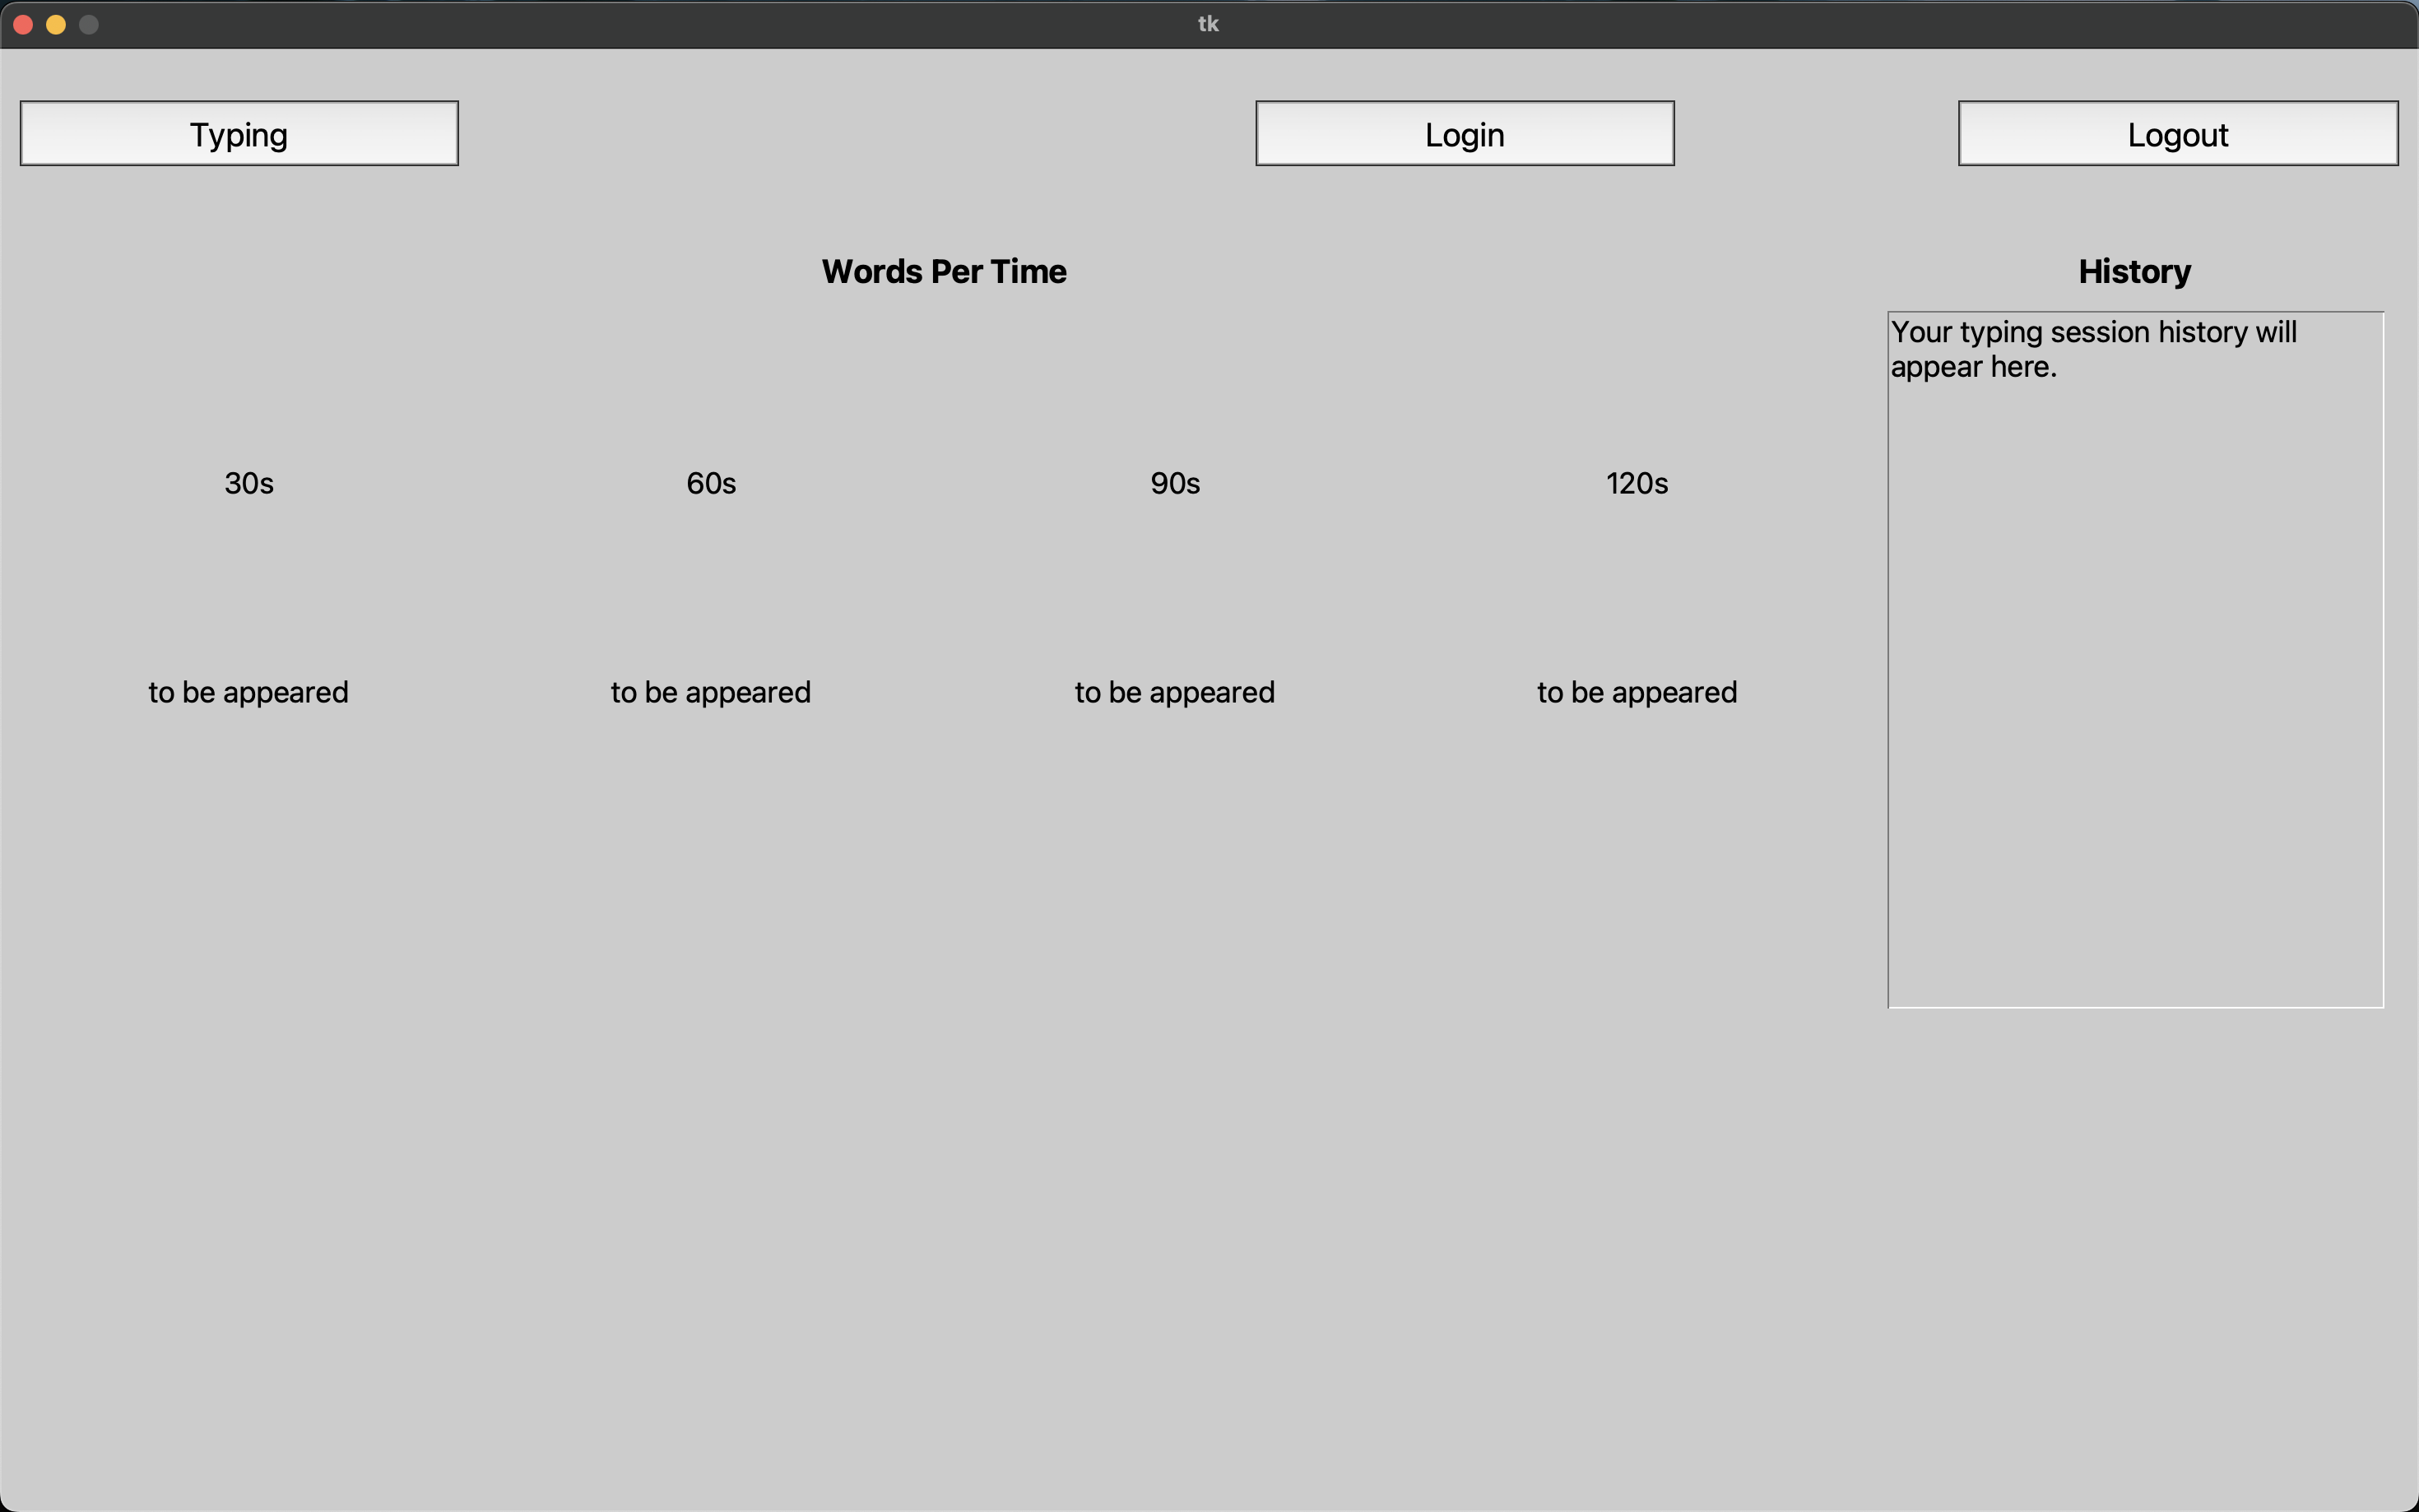 tk
Typing
Login
Logout
Words Per Time
History
Your typing session history will
appear here.
30s
60s
90s
120s
to be appeared
to be appeared
to be appeared
to be appeared